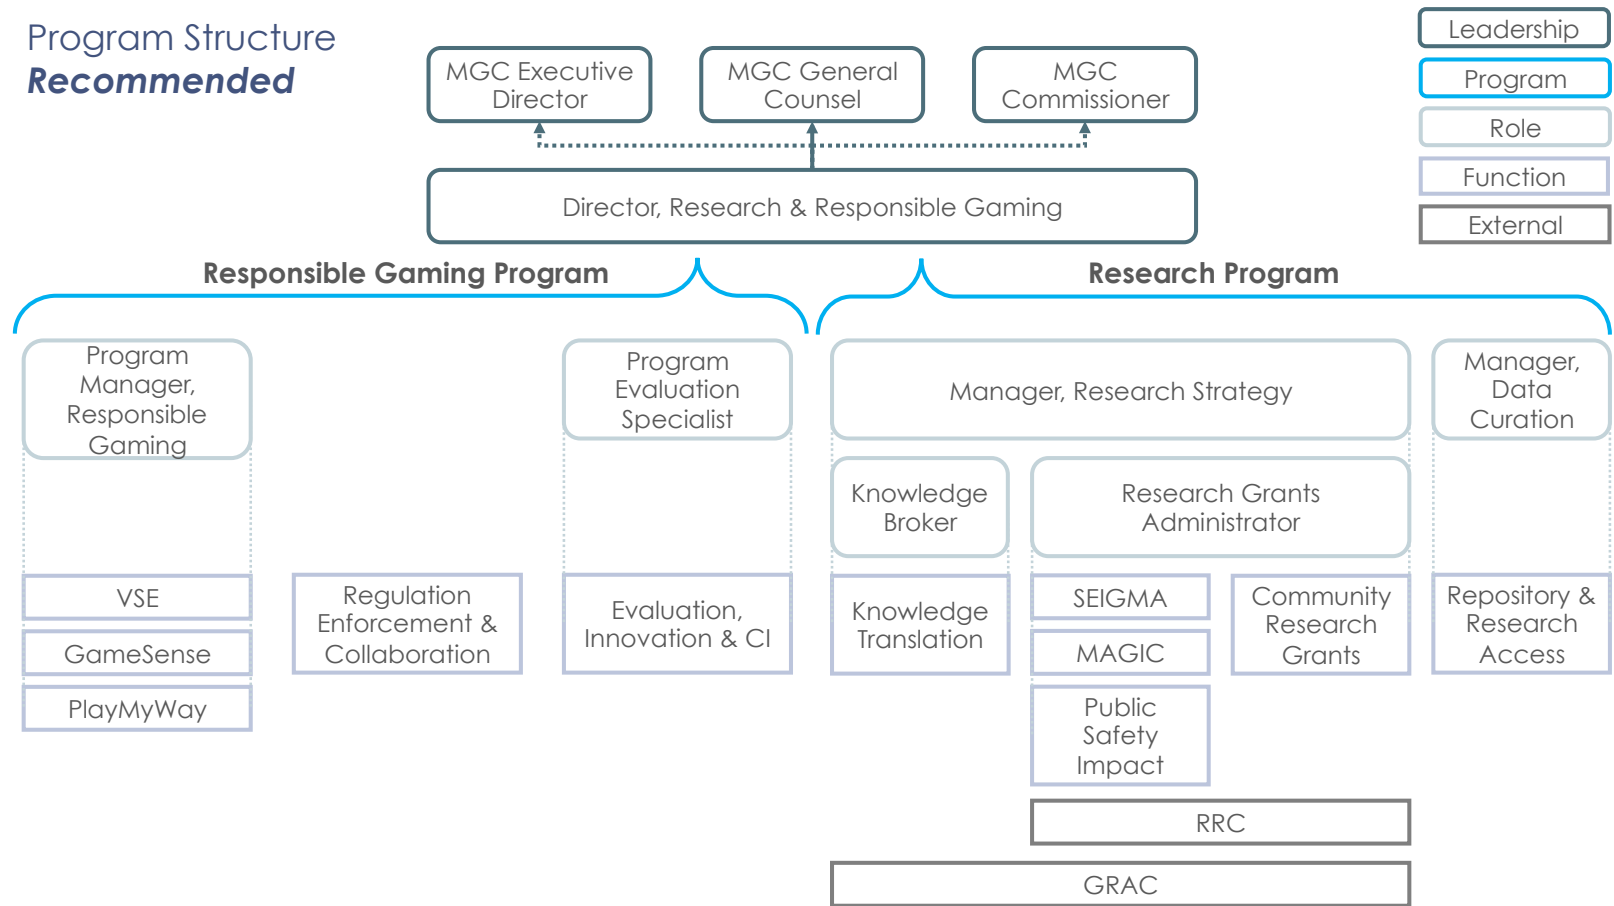 Program Structure
Recommended
MGC Executive
Director
MGC General
Counsel
MGC
Commissioner
Leadership
Program
Role
Function
External
Director, Research & Responsible Gaming
Responsible Gaming Program
Research Program
Program
Manager,
Responsible
Gaming
Program
Evaluation
Specialist
Manager, Research Strategy
Manager,
Data
Curation
Knowledge
Broker
Research Grants
Administrator
VSE
GameSense
PlayMyWay
Regulation
Enforcement &
Collaboration
Evaluation,
Innovation & CI
Knowledge
Translation
SEIGMA
MAGIC
Public
Safety
Impact
Community
Research
Grants
Repository &
Research
Access
RRC
GRAC